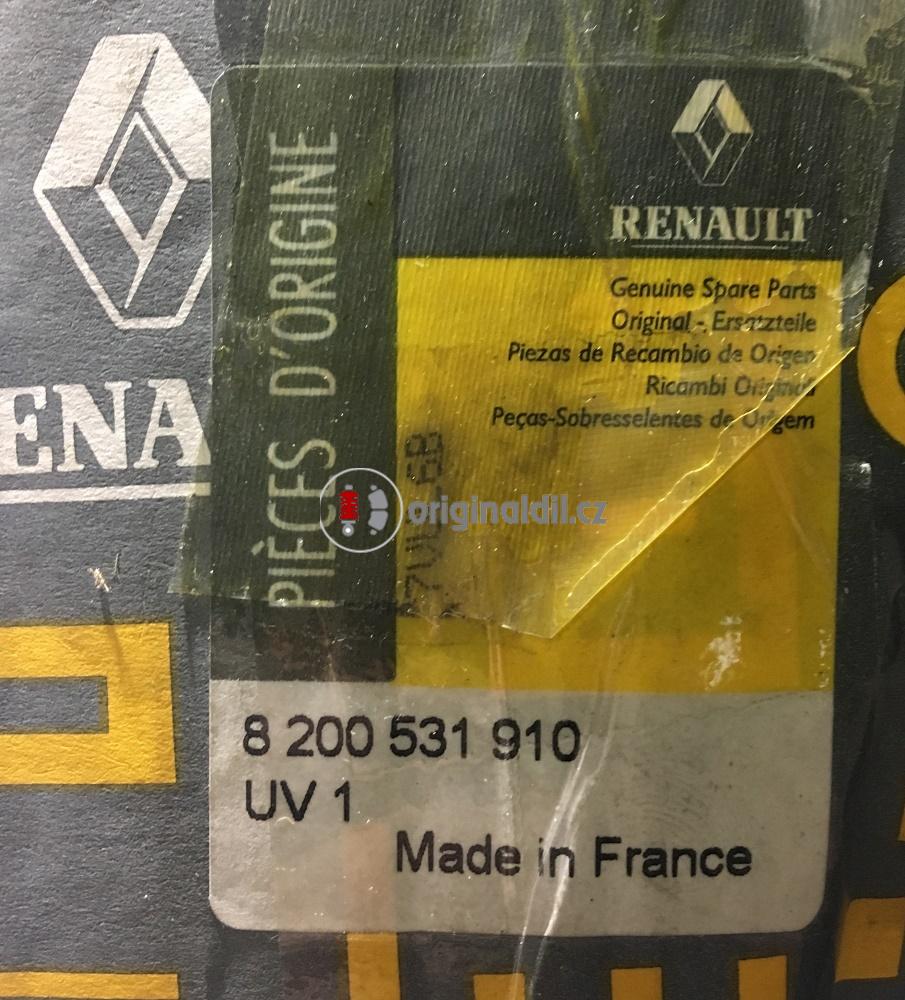 ENA
PIÈCES D'ORIGINE
RENAULT
Genuine Spare Parts
Original - Ersatzteile
Piezas de Recambio de Origen
Ricambi Original
Peças-Sobresselentes de Origem
originaldil.cz
8 200 531 910
UV 1
Made in France